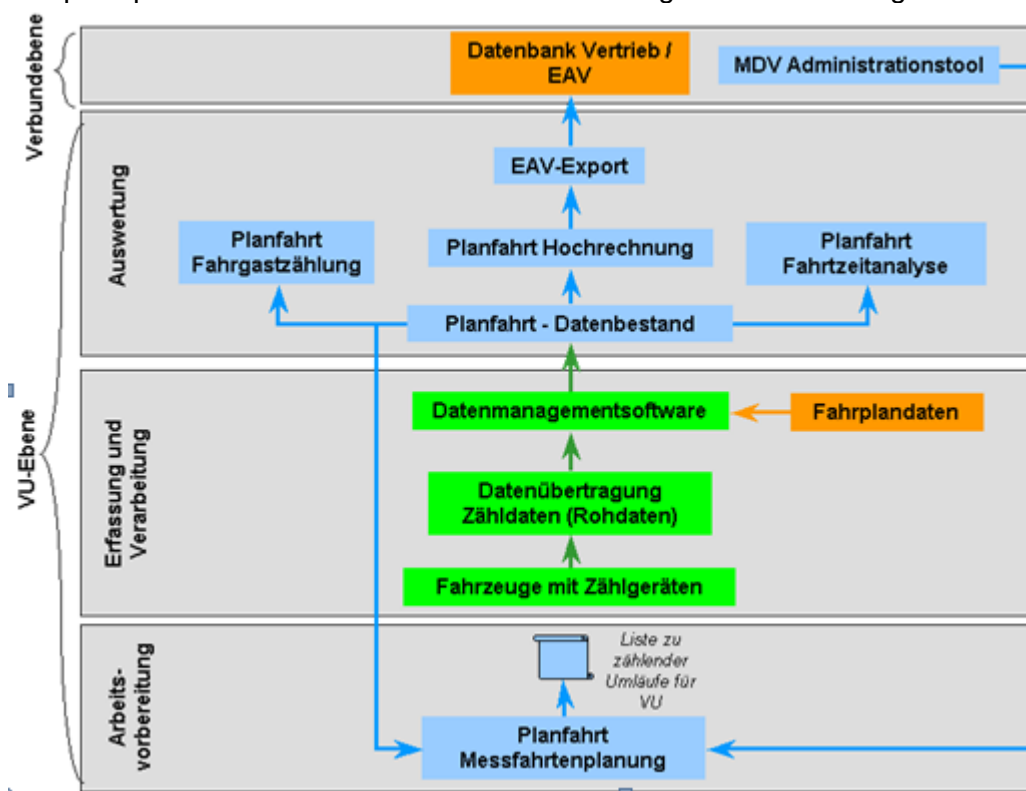 Verbundebene
Datenbank Vertrieb /
EAV
MDV Administrationstool
VU-Ebene
Auswertung
EAV-Export
Planfahrt
Fahrgastzählung
Planfahrt Hochrechnung
Planfahrt
Fahrtzeitanalyse
Planfahrt - Datenbestand
Erfassung und
Verarbeitung
Datenmanagementsoftware
Fahrplandaten
Datenübertragung
Zähldaten (Rohdaten)
Fahrzeuge mit Zählgeräten
Arbeits-
vorbereitung
Liste zu
zählender
Umläufe für
VU
Planfahrt
Messfahrtenplanung